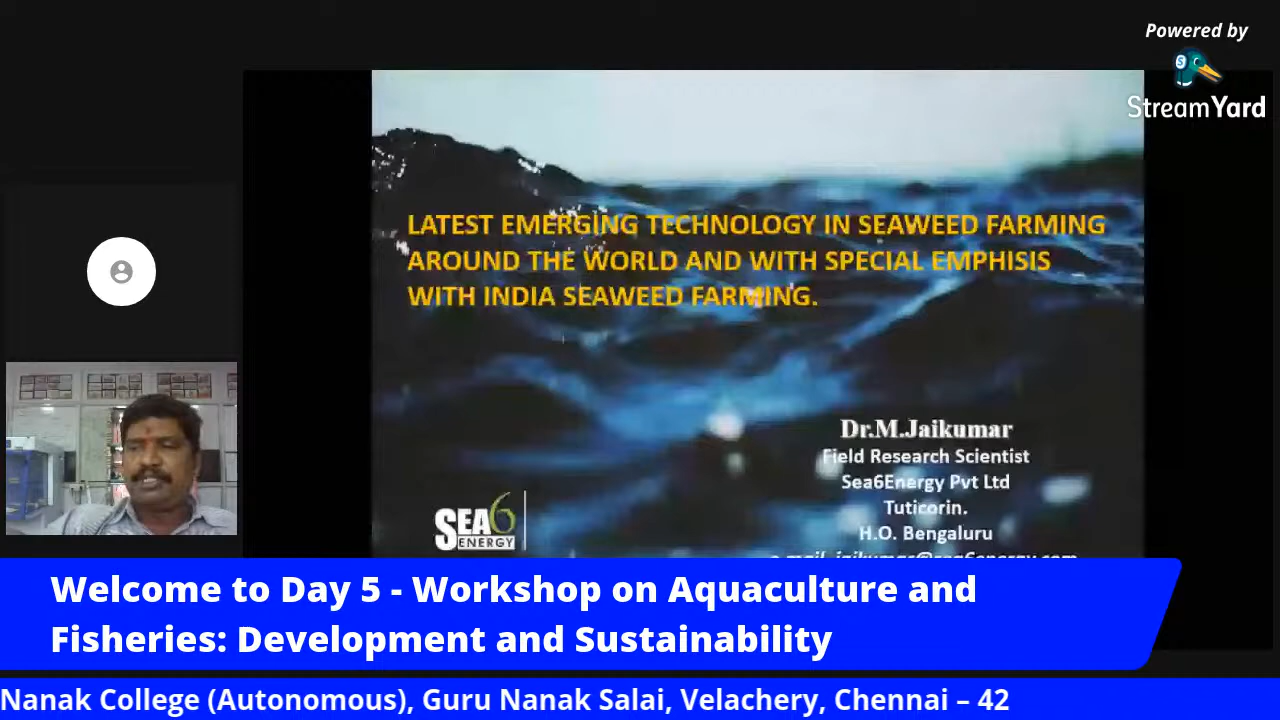 Powered by
StreamYard
LATEST EMERGING TECHNOLOGY IN SEAWEED FARMING
AROUND THE WORLD AND WITH SPECIAL EMPHISIS
WITH INDIA SEAWEED FARMING.
Dr.M.Jaikumar
Field Research Scientist
Sea6Energy Pvt Ltd
Tuticorin.
H.O. Bengaluru
SEA6
ENERGY
Welcome to Day 5 - Workshop on Aquaculture and
Fisheries: Development and Sustainability
Nanak College (Autonomous), Guru Nanak Salai, Velachery, Chennai – 42